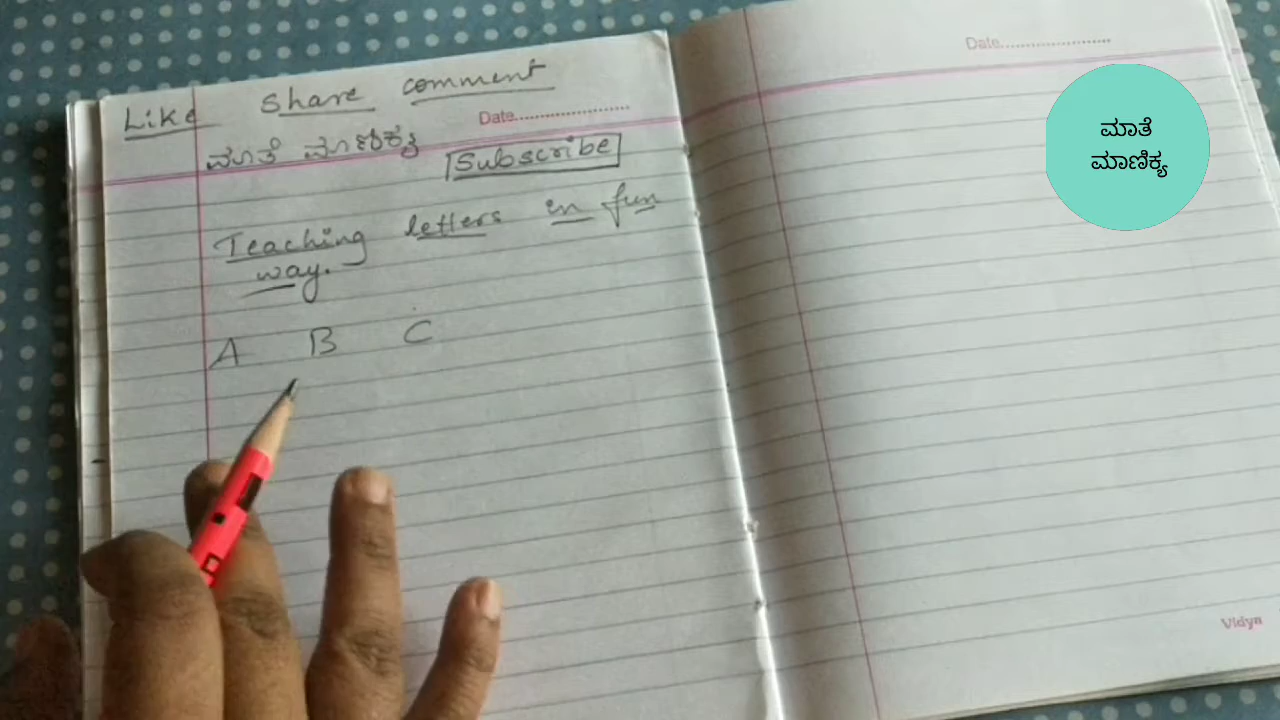 Like Share comment
Date......................
ಮಾತೆ ಮಾಣಿಕ್ಯ
Subscribe
Teaching letters in fun
way.
A B C
Date......................
ಮಾತೆ
ಮಾಣಿಕ್ಯ
Vidya